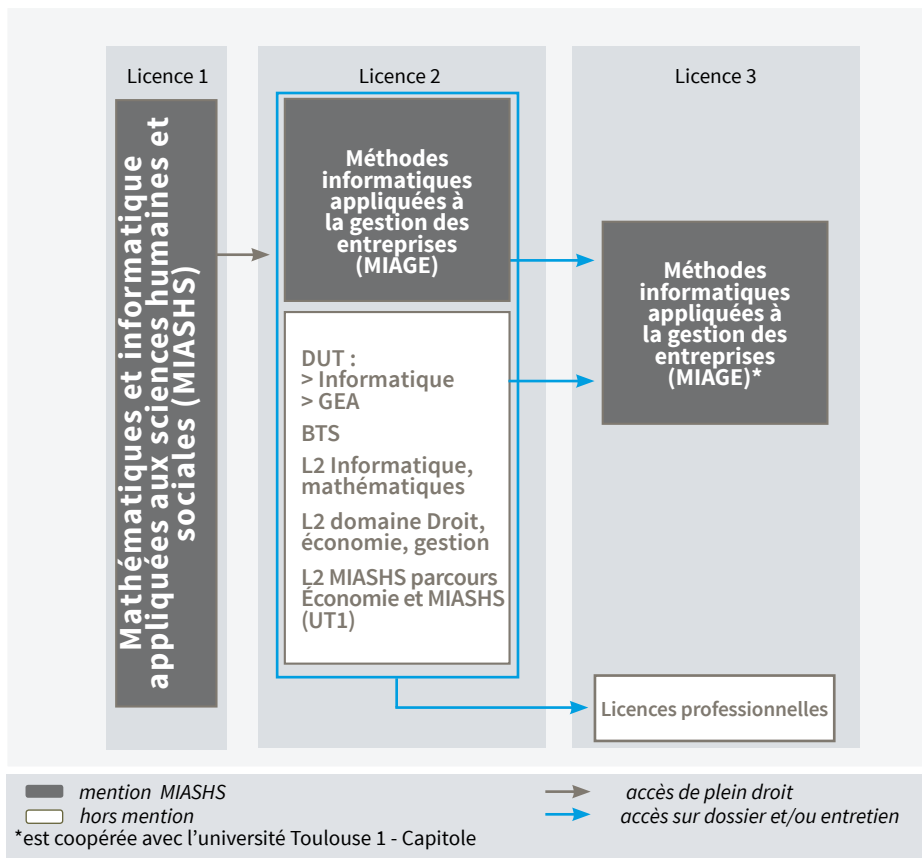 Licence 1
Licence 2
Licence 3
Mathématiques et informatique
appliquées aux sciences humaines et
sociales (MIASHS)
Méthodes
informatiques
appliquées à
la gestion des
entreprises
(MIAGE)
DUT :
> Informatique
> GEA
BTS
L2 Informatique,
mathématiques
L2 domaine Droit,
économie, gestion
L2 MIASHS parcours
Économie et MIASHS
(UT1)
Méthodes
informatiques
appliquées à
la gestion des
entreprises
(MIAGE)*
Licences professionnelles
mention MIASHS
hors mention
*est coopérée avec l'université Toulouse 1 - Capitole
accès de plein droit
accès sur dossier et/ou entretien